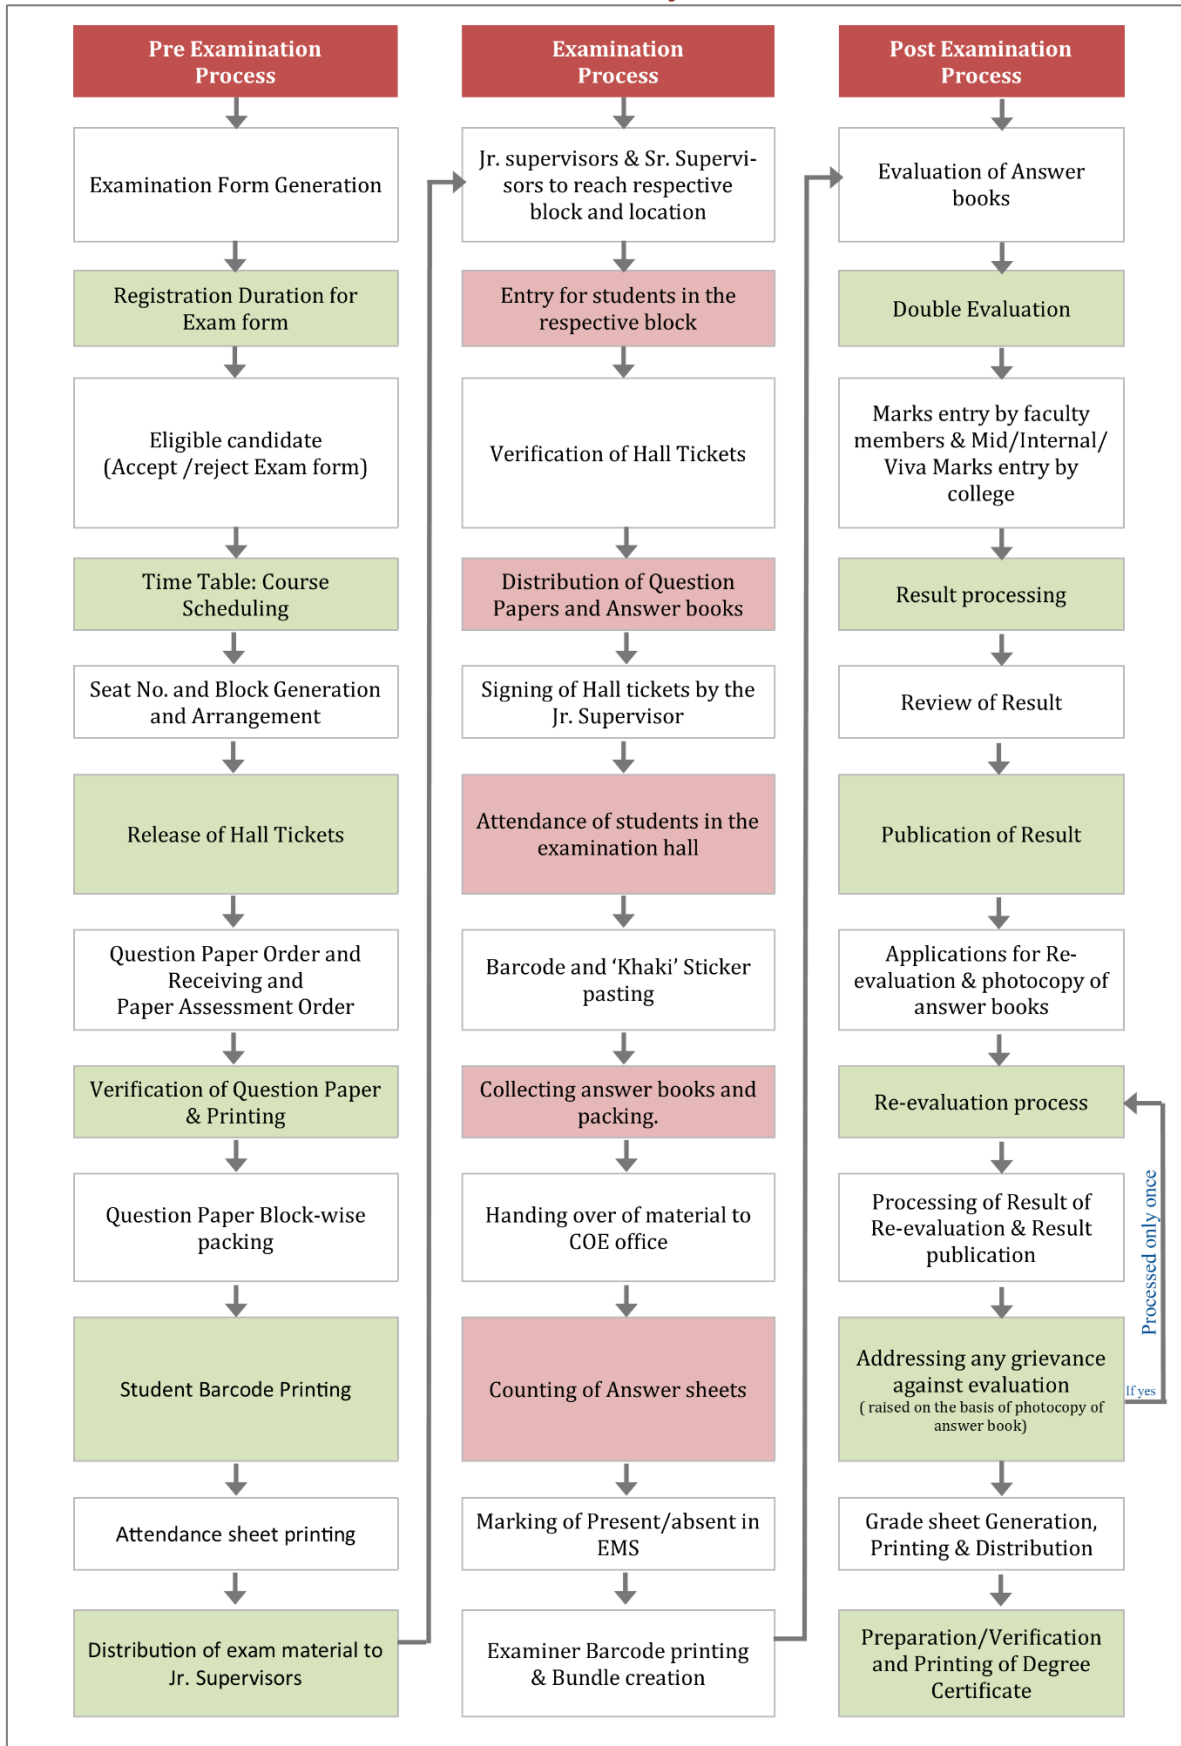 Pre Examination
Process
Examination Form Generation
Registration Duration for
Exam form
Eligible candidate
(Accept /reject Exam form)
Time Table: Course
Scheduling
Seat No. and Block Generation
and Arrangement
Release of Hall Tickets
Question Paper Order and
Receiving and
Paper Assessment Order
Verification of Question Paper
& Printing
Question Paper Block-wise
packing
Student Barcode Printing
Attendance sheet printing
Distribution of exam material to
Jr. Supervisors
Examination
Process
Jr. supervisors & Sr. Supervi-
sors to reach respective
block and location
Entry for students in the
respective block
Verification of Hall Tickets
Distribution of Question
Papers and Answer books
Signing of Hall tickets by the
Jr. Supervisor
Attendance of students in the
examination hall
Barcode and ‘Khaki’ Sticker
pasting
Collecting answer books and
packing.
Handing over of material to
COE office
Counting of Answer sheets
Marking of Present/absent in
EMS
Examiner Barcode printing
& Bundle creation
Post Examination
Process
Evaluation of Answer
books
Double Evaluation
Marks entry by faculty
members & Mid/Internal/
Viva Marks entry by
college
Result processing
Review of Result
Publication of Result
Applications for Re-
evaluation & photocopy of
answer books
Re-evaluation process
Processing of Result of
Re-evaluation & Result
publication
Addressing any grievance
against evaluation
( raised on the basis of photocopy of
answer book)
If yes
Processed only once
Grade sheet Generation,
Printing & Distribution
Preparation/Verification
and Printing of Degree
Certificate